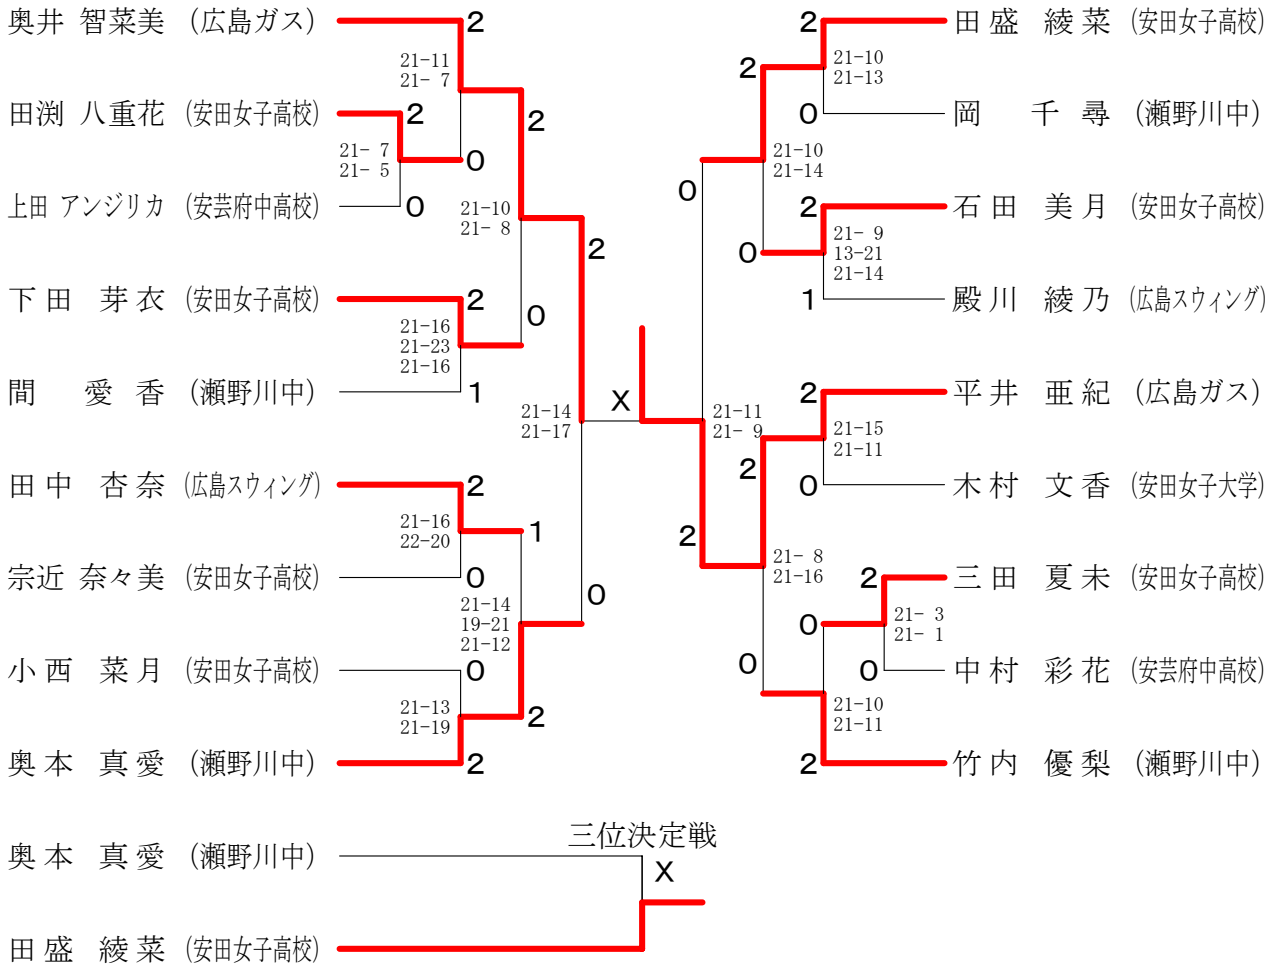 奥井 智菜美 (広島ガス)
2
21-11
21- 7
田渕 八重花 (安田女子高校)
2
2
21- 7
21- 5
0
上田 アンジリカ (安芸府中高校)
0
21-10
21- 8
2
下田 芽衣 (安田女子高校)
2
0
21-16
21-23
21-16
間 愛香 (瀬野川中)
1
21-14
21-17
X
田中 杏奈 (広島スウィング)
2
21-16
22-20
1
宗近 奈々美 (安田女子高校)
0
0
21-14
19-21
21-12
小西 菜月 (安田女子高校)
0
21-13
21-19
2
奥本 真愛 (瀬野川中)
2
2
田盛 綾菜 (安田女子高校)
21-10
21-13
2
0
岡 千尋 (瀬野川中)
21-10
21-14
0
2
石田 美月 (安田女子高校)
21- 9
13-21
21-14
0
1
殿川 綾乃 (広島スウィング)
2
平井 亜紀 (広島ガス)
21-11
21- 9
21-15
21-11
2
0
木村 文香 (安田女子大学)
2
21- 8
21-16
2
三田 夏未 (安田女子高校)
21- 3
21- 1
0
0
0
中村 彩花 (安芸府中高校)
21-10
21-11
2
竹内 優梨 (瀬野川中)
三位決定戦
奥本 真愛 (瀬野川中)
X
田盛 綾菜 (安田女子高校)